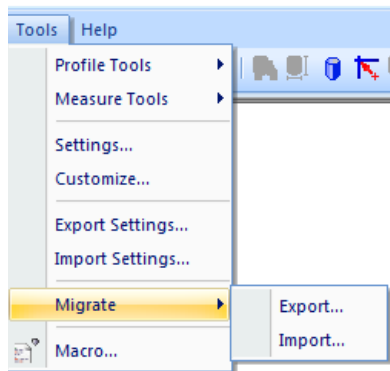 Tools Help
Profile Tools
Measure Tools
Settings...
Customize...
Export Settings...
Import Settings...
Migrate
Export...
Import...
Macro...